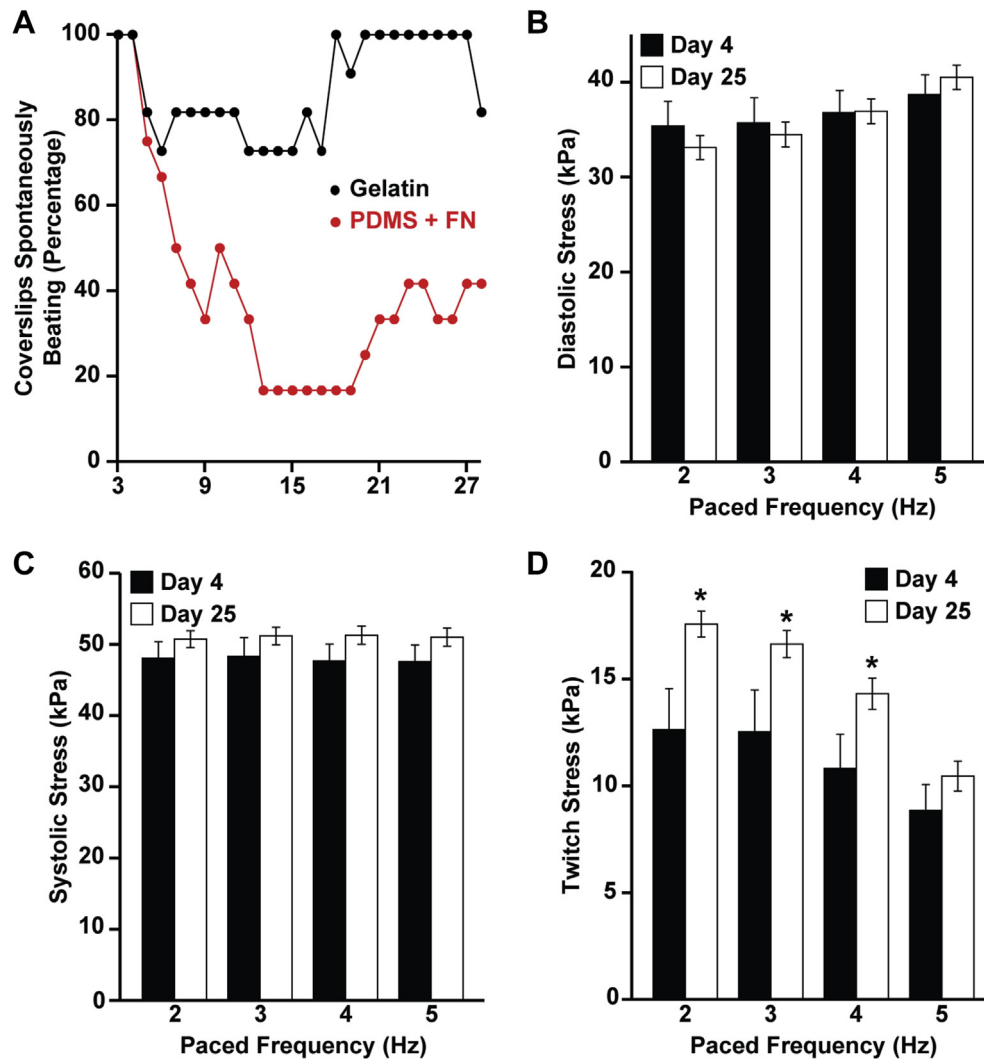 A
Coverslips Spontaneously
Beating (Percentage)
100
80
60
40
20
0
3 9 15 21 27
Gelatin
PDMS + FN
B
Day 4
Day 25
Diastolic Stress (kPa)
40
30
20
10
0
2 3 4 5
Paced Frequency (Hz)
C
Day 4
Day 25
Systolic Stress (kPa)
60
50
40
30
20
10
0
2 3 4 5
Paced Frequency (Hz)
D
Day 4
Day 25
Twitch Stress (kPa)
20
15
10
5
0
* * *
2 3 4 5
Paced Frequency (Hz)